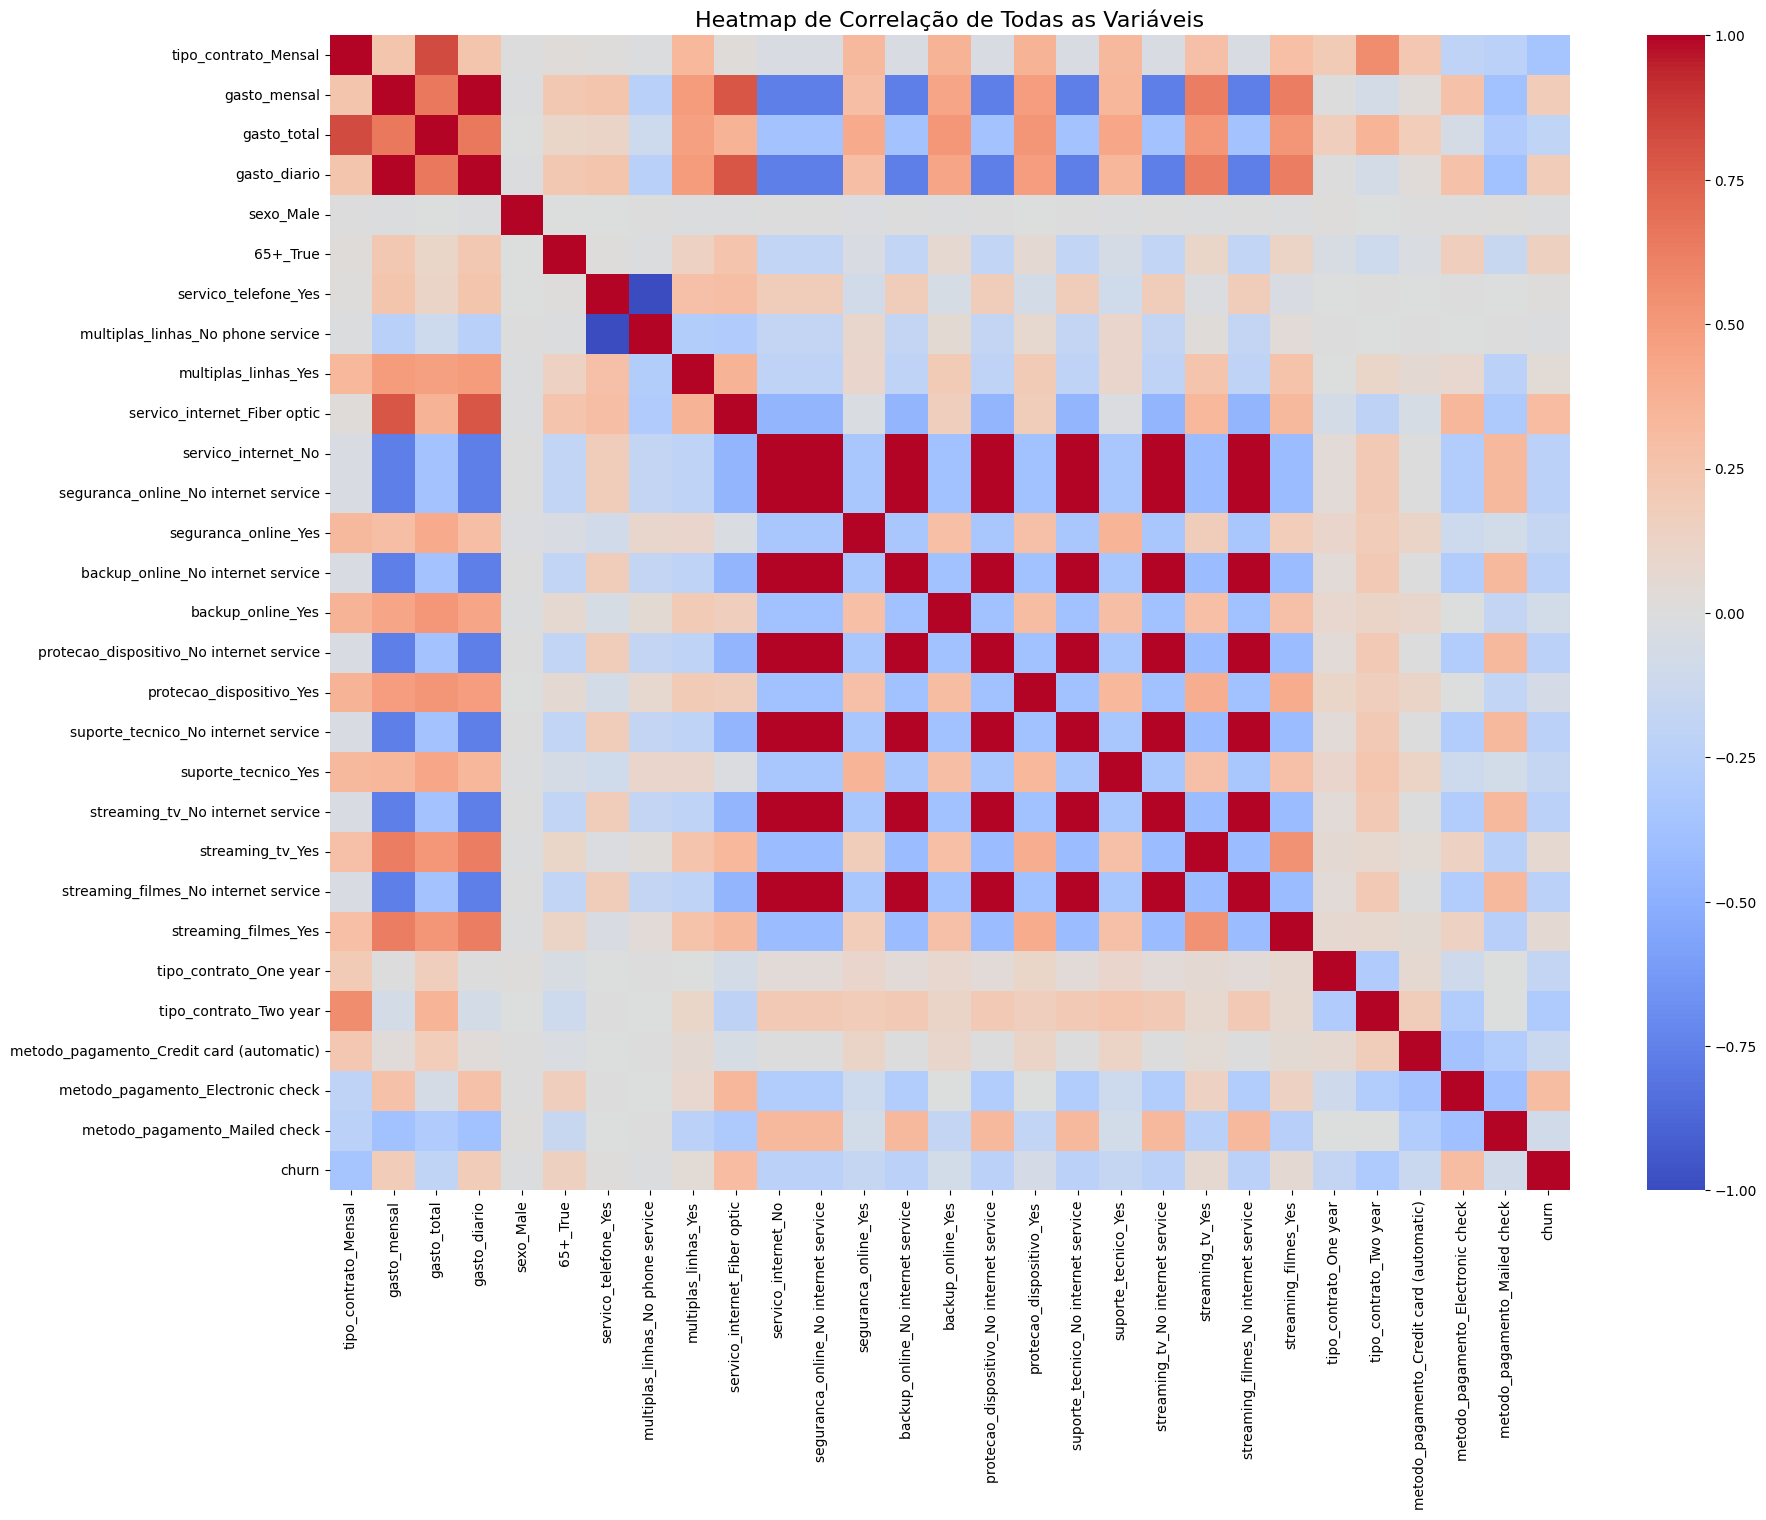 Heatmap de Correlação de Todas as Variáveis
tipo_contrato_Mensal
gasto_mensal
gasto_total
gasto_diario
sexo_Male
65+_True
servico_telefone_Yes
multiplas_linhas_No phone service
multiplas_linhas_Yes
servico_internet_Fiber optic
servico_internet_No
seguranca_online_No internet service
seguranca_online_Yes
backup_online_No internet service
backup_online_Yes
protecao_dispositivo_No internet service
protecao_dispositivo_Yes
suporte_tecnico_No internet service
suporte_tecnico_Yes
streaming_tv_No internet service
streaming_tv_Yes
streaming_filmes_No internet service
streaming_filmes_Yes
tipo_contrato_One year
tipo_contrato_Two year
metodo_pagamento_Credit card (automatic)
metodo_pagamento_Electronic check
metodo_pagamento_Mailed check
churn
tipo_contrato_Mensal
gasto_mensal
gasto_total
gasto_diario
sexo_Male
65+_True
servico_telefone_Yes
multiplas_linhas_No phone service
multiplas_linhas_Yes
servico_internet_Fiber optic
servico_internet_No
seguranca_online_No internet service
seguranca_online_Yes
backup_online_No internet service
backup_online_Yes
protecao_dispositivo_No internet service
protecao_dispositivo_Yes
suporte_tecnico_No internet service
suporte_tecnico_Yes
streaming_tv_No internet service
streaming_tv_Yes
streaming_filmes_No internet service
streaming_filmes_Yes
tipo_contrato_One year
tipo_contrato_Two year
metodo_pagamento_Credit card (automatic)
metodo_pagamento_Electronic check
metodo_pagamento_Mailed check
churn
1.00
0.75
0.50
0.25
0.00
−0.25
−0.50
−0.75
−1.00